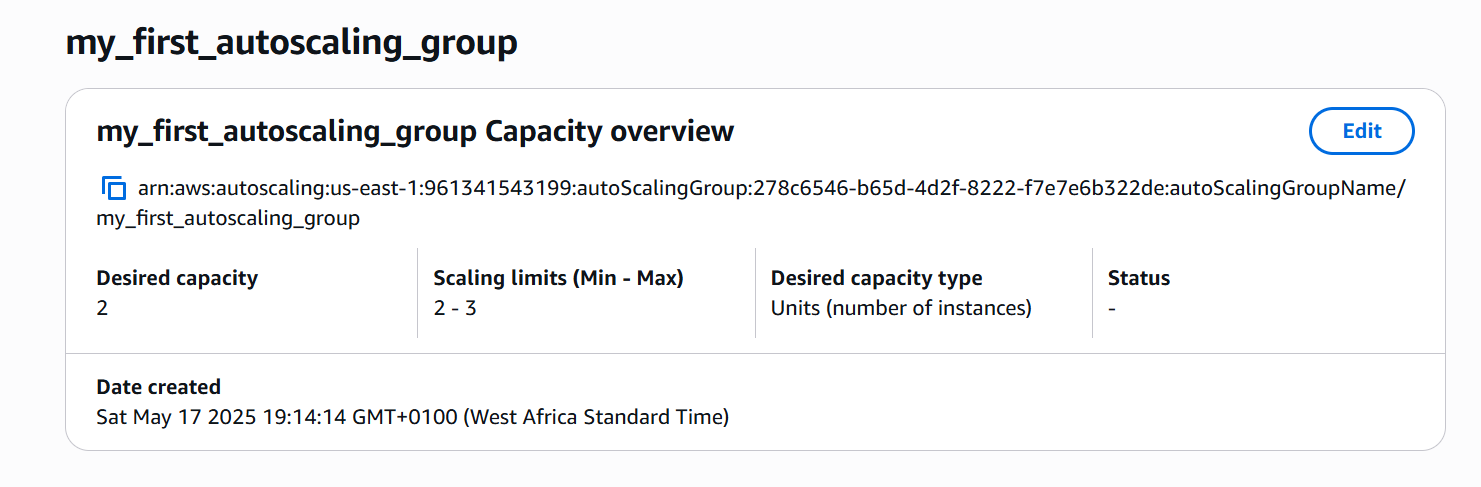 my_first_autoscaling_group
my_first_autoscaling_group Capacity overview
Edit
arn:aws:autoscaling:us-east-1:961341543199:autoScalingGroup:278c6546-b65d-4d2f-8222-f7e7e6b322de:autoScalingGroupName/
my_first_autoscaling_group
Desired capacity
2
Scaling limits (Min - Max)
2 - 3
Desired capacity type
Units (number of instances)
Status
-
Date created
Sat May 17 2025 19:14:14 GMT+0100 (West Africa Standard Time)